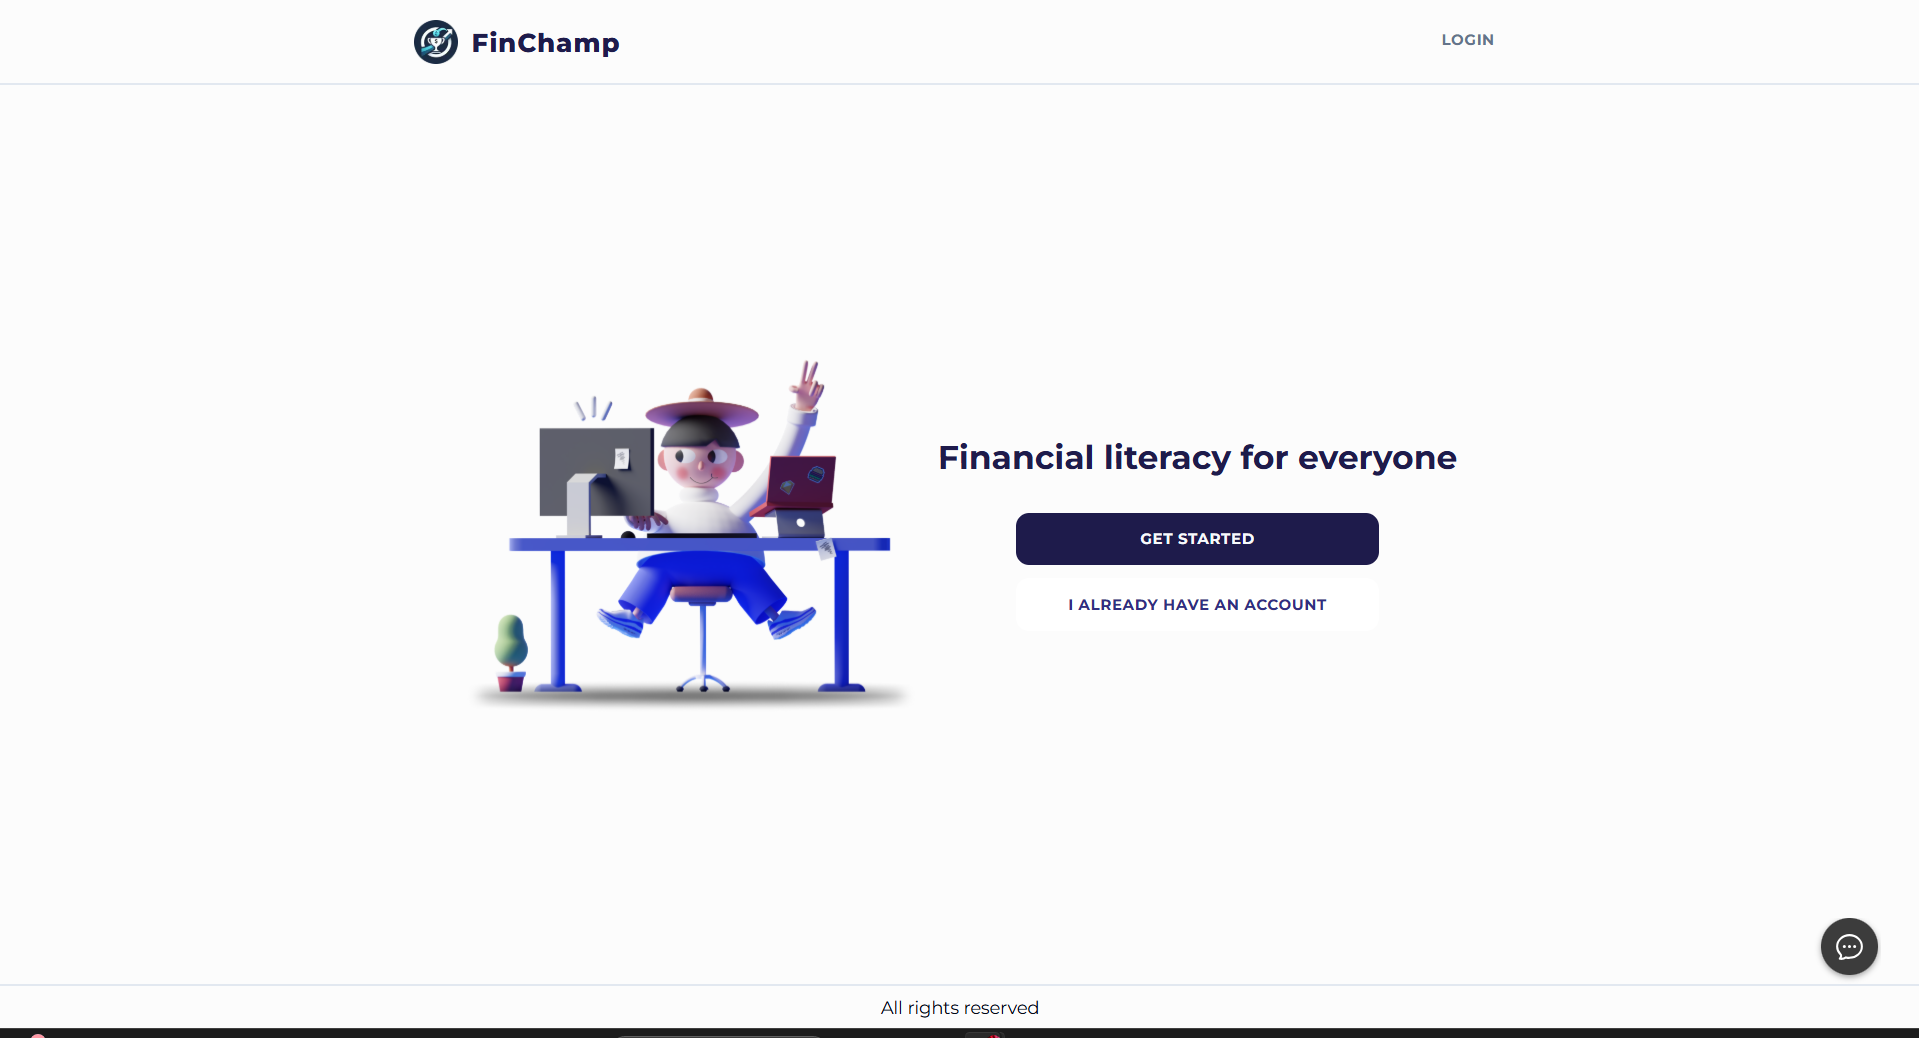 FinChamp
LOGIN
Financial literacy for everyone
GET STARTED
I ALREADY HAVE AN ACCOUNT
All rights reserved